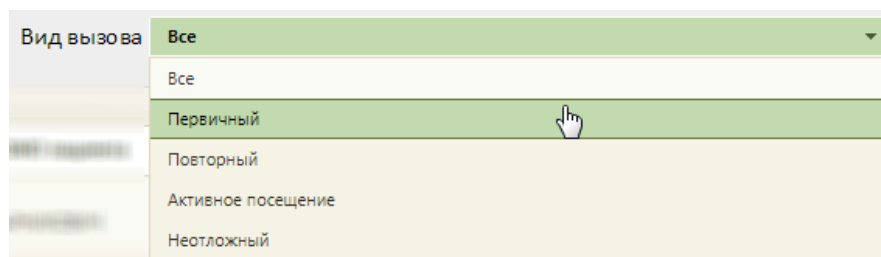 Вид вызова Все
Все
Первичный
Повторный
Активное посещение
Неотложный